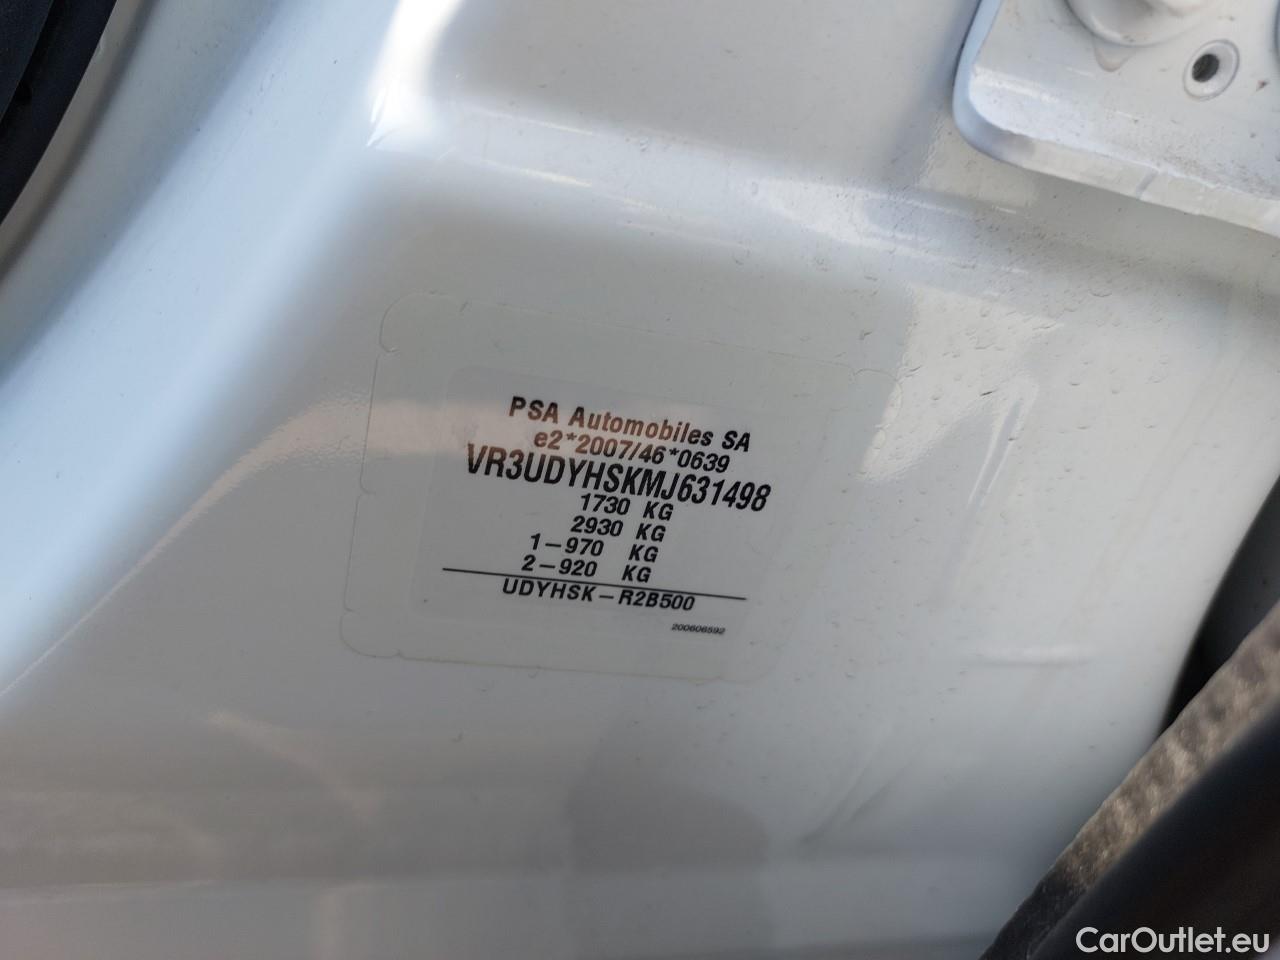 PSA Automobiles SA
e2*2007/46*0639
VR3UDYHSKMJ631498
1730 KG
2930 KG
1-970 KG
2-920 KG
UDYHSK-R2B500
200606592
CarOutlet.eu